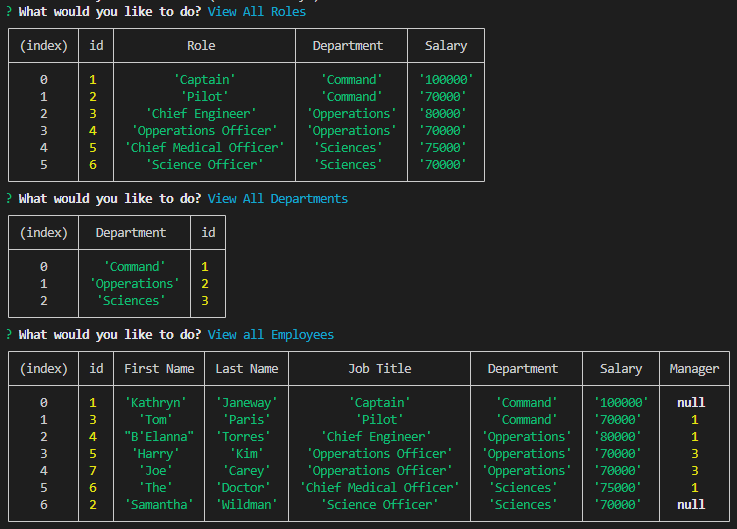 ? What would you like to do? View All Roles
(index) id Role Department Salary
0 1 'Captain' 'Command' '100000'
1 2 'Pilot' 'Command' '70000'
2 3 'Chief Engineer' 'Opperations' '80000'
3 4 'Opperations Officer' 'Opperations' '70000'
4 5 'Chief Medical Officer' 'Sciences' '75000'
5 6 'Science Officer' 'Sciences' '70000'
? What would you like to do? View All Departments
(index) Department id
0 'Command' 1
1 'Opperations' 2
2 'Sciences' 3
? What would you like to do? View all Employees
(index) id First Name Last Name Job Title Department Salary Manager
0 1 'Kathryn' 'Janeway' 'Captain' 'Command' '100000' null
1 3 'Tom' 'Paris' 'Pilot' 'Command' '70000' 1
2 4 "B'Elanna" 'Torres' 'Chief Engineer' 'Opperations' '80000' 1
3 5 'Harry' 'Kim' 'Opperations Officer' 'Opperations' '70000' 3
4 7 'Joe' 'Carey' 'Opperations Officer' 'Opperations' '70000' 3
5 6 'The' 'Doctor' 'Chief Medical Officer' 'Sciences' '75000' 1
6 2 'Samantha' 'Wildman' 'Science Officer' 'Sciences' '70000' null